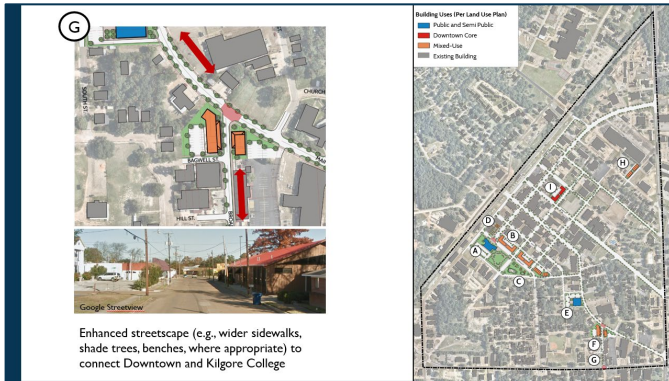 G
SOUTH ST
CHURCH
BAGWELL ST
HILL ST
Google Streetview
Enhanced streetscape (e.g., wider sidewalks,
shade trees, benches, where appropriate) to
connect Downtown and Kilgore College
Building Uses (Per Land Use Plan)
Public and Semi Public
Downtown Core
Mixed-Use
Existing Building
H
I
D
B
A
C
E
F
G